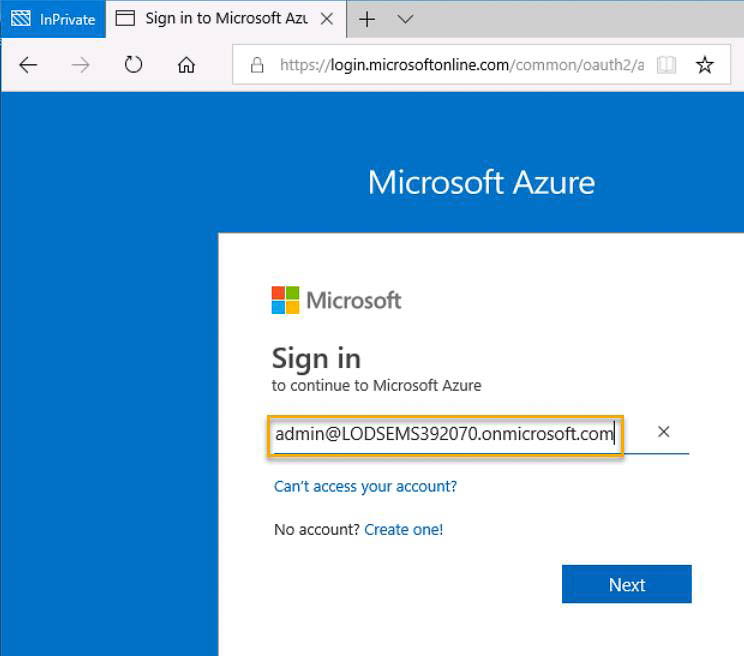 InPrivate
Sign in to Microsoft Azu
https://login.microsoftonline.com/common/oauth2/a
Microsoft Azure
Microsoft
Sign in
to continue to Microsoft Azure
admin@LODSEMS392070.onmicrosoft.com
Can't access your account?
No account? Create one!
Next